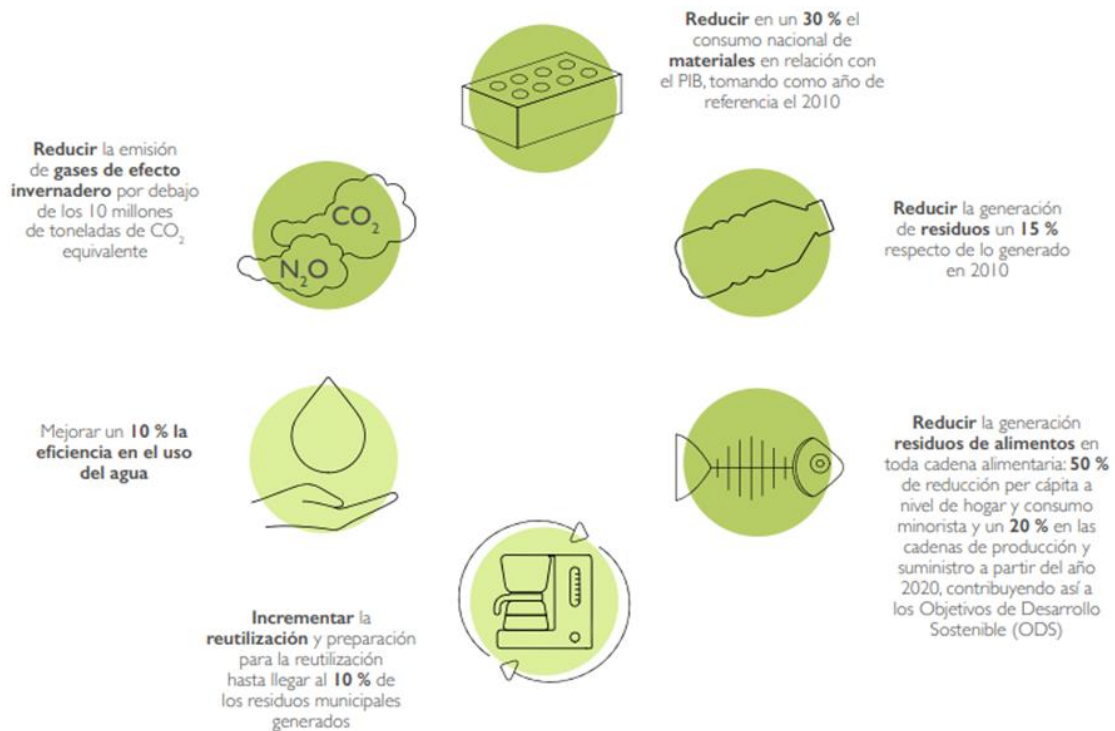 Reducir en un 30 % el
consumo nacional de
materiales en relación con
el PIB, tomando como año de
referencia el 2010
Reducir la emisión
de gases de efecto
invernadero por debajo
de los 10 millones
de toneladas de CO₂
equivalente
CO₂
N₂O
Reducir la generación
de residuos un 15 %
respecto de lo generado
en 2010
Mejorar un 10 % la
eficiencia en el uso
del agua
Reducir la generación
residuos de alimentos en
toda cadena alimentaria: 50 %
de reducción per cápita a
nivel de hogar y consumo
minorista y un 20 % en las
cadenas de producción y
suministro a partir del año
2020, contribuyendo así a
los Objetivos de Desarrollo
Sostenible (ODS)
Incrementar la
reutilización y preparación
para la reutilización
hasta llegar al 10 % de
los residuos municipales
generados